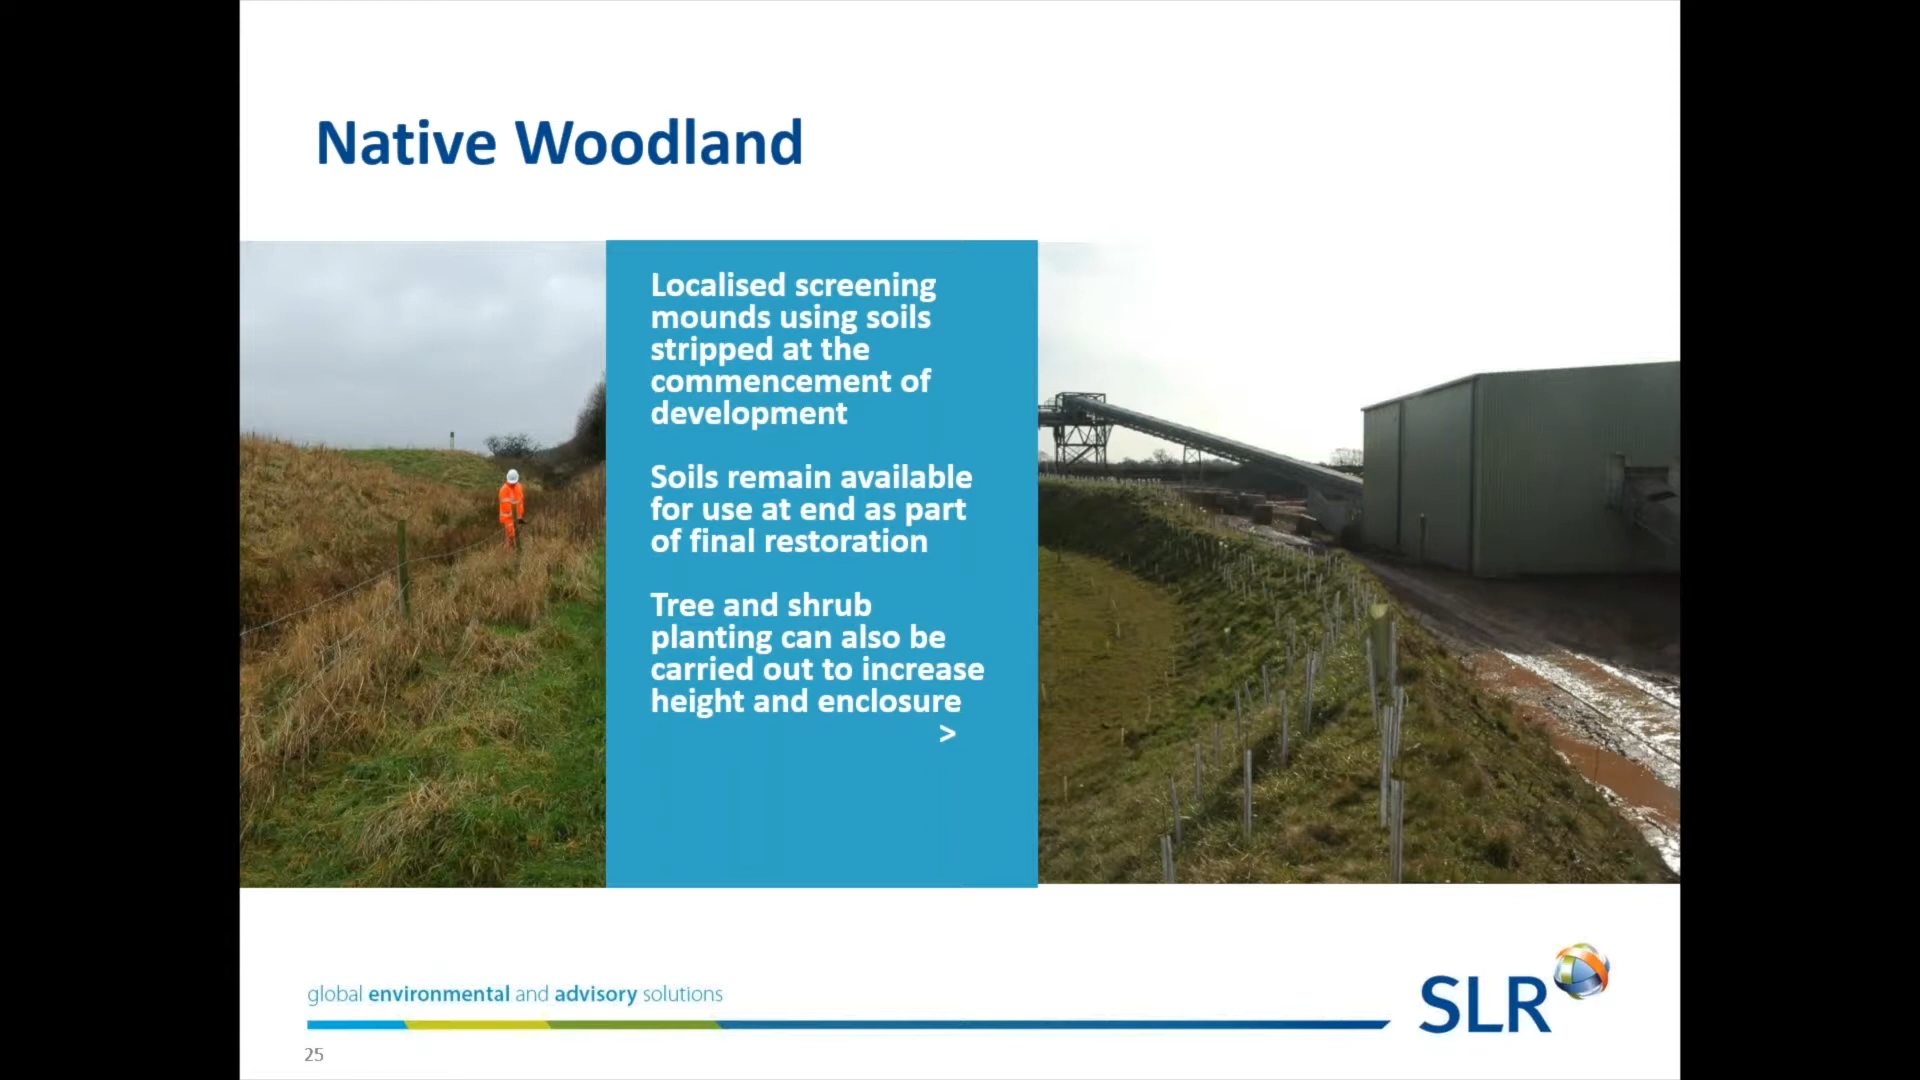 Native Woodland
Localised screening
mounds using soils
stripped at the
commencement of
development
Soils remain available
for use at end as part
of final restoration
Tree and shrub
planting can also be
carried out to increase
height and enclosure
>
global environmental and advisory solutions
SLR
25